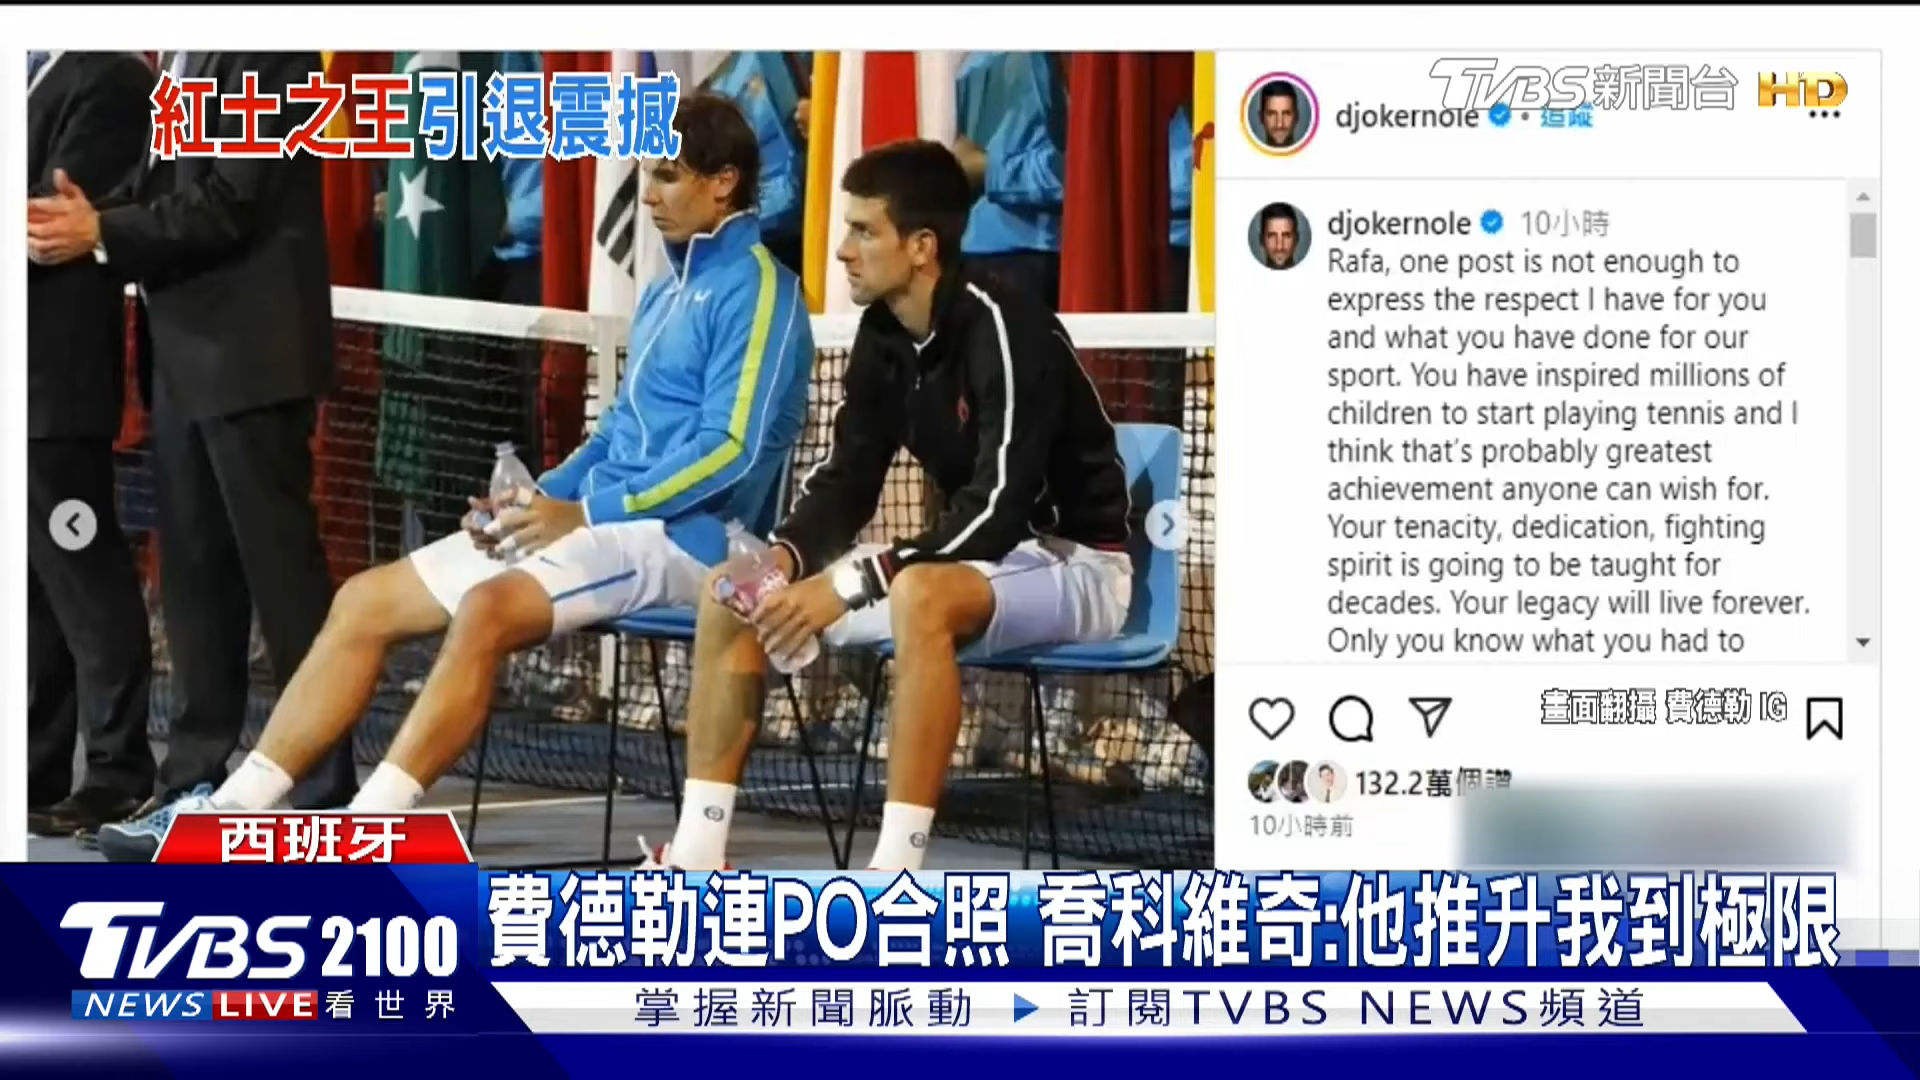 紅土之王引退震撼
TVBS新聞台 HD
djokernole • 追蹤
djokernole 10小時
Rafa, one post is not enough to
express the respect I have for you
and what you have done for our
sport. You have inspired millions of
children to start playing tennis and I
think that's probably greatest
achievement anyone can wish for.
Your tenacity, dedication, fighting
spirit is going to be taught for
decades. Your legacy will live forever.
Only you know what you had to
畫面翻攝 費德勒 IG
132.2萬個讚
10小時前
西班牙
費德勒連PO合照 喬科維奇:他推升我到極限
TVBS 2100
NEWS LIVE 看世界
掌握新聞脈動 ▶ 訂閱TVBS NEWS頻道